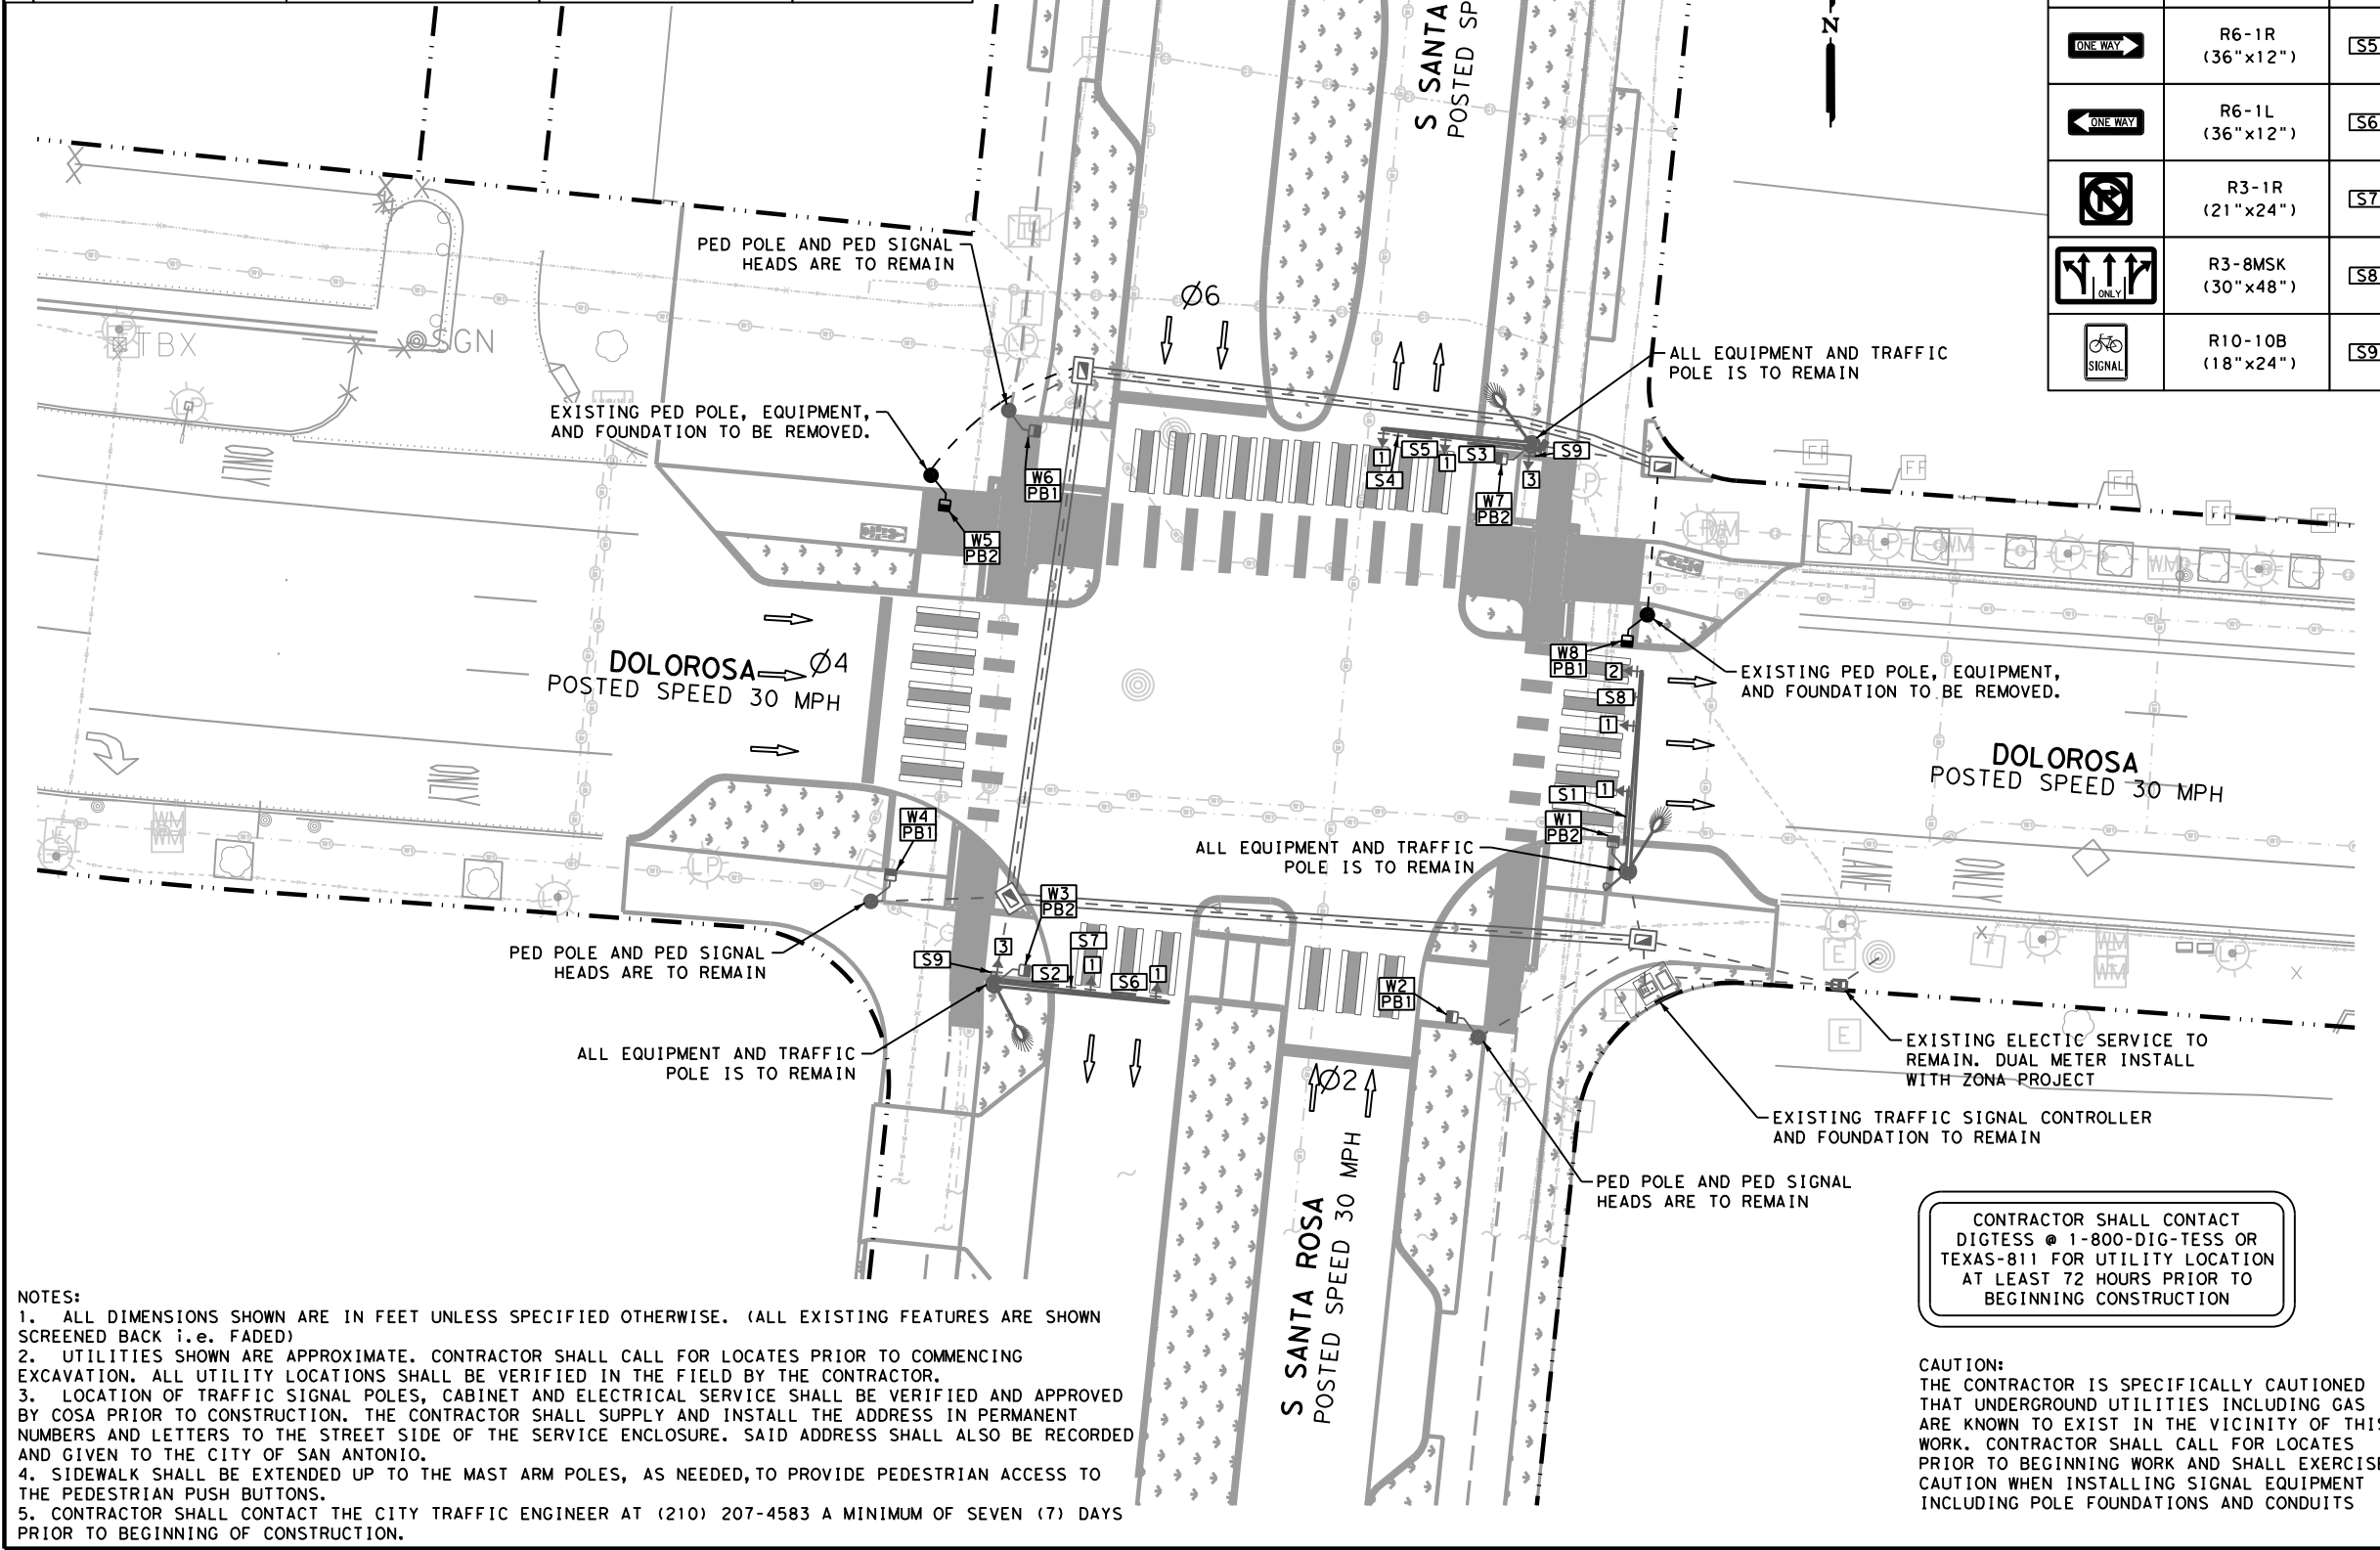 N
S SANTA
POSTED SP
ONE WAY
R6-1R
(36"x12")
S5
ONE WAY
R6-1L
(36"x12")
S6
R3-1R
(21"x24")
S7
ONLY
R3-8MSK
(30"x48")
S8
SIGNAL
R10-10B
(18"x24")
S9
PED POLE AND PED SIGNAL
HEADS ARE TO REMAIN
Ø6
TBX
SGN
ALL EQUIPMENT AND TRAFFIC
POLE IS TO REMAIN
EXISTING PED POLE, EQUIPMENT,
AND FOUNDATION TO BE REMOVED.
W6
PB1
W5
PB2
1
S4
S5
1
S3
S9
3
W7
PB2
DOLOROSA
Ø4
POSTED SPEED 30 MPH
W8
PB1
2
S8
1
EXISTING PED POLE, EQUIPMENT,
AND FOUNDATION TO BE REMOVED.
DOLOROSA
POSTED SPEED 30 MPH
1
S1
W1
PB2
ALL EQUIPMENT AND TRAFFIC
POLE IS TO REMAIN
W4
PB1
W3
PB2
PED POLE AND PED SIGNAL
HEADS ARE TO REMAIN
3
S9
S2
S7
1
S6
1
W2
PB1
ALL EQUIPMENT AND TRAFFIC
POLE IS TO REMAIN
Ø2
EXISTING ELECTIC SERVICE TO
REMAIN. DUAL METER INSTALL
WITH ZONA PROJECT
EXISTING TRAFFIC SIGNAL CONTROLLER
AND FOUNDATION TO REMAIN
PED POLE AND PED SIGNAL
HEADS ARE TO REMAIN
S SANTA ROSA
POSTED SPEED 30 MPH
CONTRACTOR SHALL CONTACT
DIGTESS @ 1-800-DIG-TESS OR
TEXAS-811 FOR UTILITY LOCATION
AT LEAST 72 HOURS PRIOR TO
BEGINNING CONSTRUCTION
NOTES:
1. ALL DIMENSIONS SHOWN ARE IN FEET UNLESS SPECIFIED OTHERWISE. (ALL EXISTING FEATURES ARE SHOWN
SCREENED BACK i.e. FADED)
2. UTILITIES SHOWN ARE APPROXIMATE. CONTRACTOR SHALL CALL FOR LOCATES PRIOR TO COMMENCING
EXCAVATION. ALL UTILITY LOCATIONS SHALL BE VERIFIED IN THE FIELD BY THE CONTRACTOR.
3. LOCATION OF TRAFFIC SIGNAL POLES, CABINET AND ELECTRICAL SERVICE SHALL BE VERIFIED AND APPROVED
BY COSA PRIOR TO CONSTRUCTION. THE CONTRACTOR SHALL SUPPLY AND INSTALL THE ADDRESS IN PERMANENT
NUMBERS AND LETTERS TO THE STREET SIDE OF THE SERVICE ENCLOSURE. SAID ADDRESS SHALL ALSO BE RECORDED
AND GIVEN TO THE CITY OF SAN ANTONIO.
4. SIDEWALK SHALL BE EXTENDED UP TO THE MAST ARM POLES, AS NEEDED, TO PROVIDE PEDESTRIAN ACCESS TO
THE PEDESTRIAN PUSH BUTTONS.
5. CONTRACTOR SHALL CONTACT THE CITY TRAFFIC ENGINEER AT (210) 207-4583 A MINIMUM OF SEVEN (7) DAYS
PRIOR TO BEGINNING OF CONSTRUCTION.
CAUTION:
THE CONTRACTOR IS SPECIFICALLY CAUTIONED
THAT UNDERGROUND UTILITIES INCLUDING GAS
ARE KNOWN TO EXIST IN THE VICINITY OF THIS
WORK. CONTRACTOR SHALL CALL FOR LOCATES
PRIOR TO BEGINNING WORK AND SHALL EXERCISE
CAUTION WHEN INSTALLING SIGNAL EQUIPMENT
INCLUDING POLE FOUNDATIONS AND CONDUITS